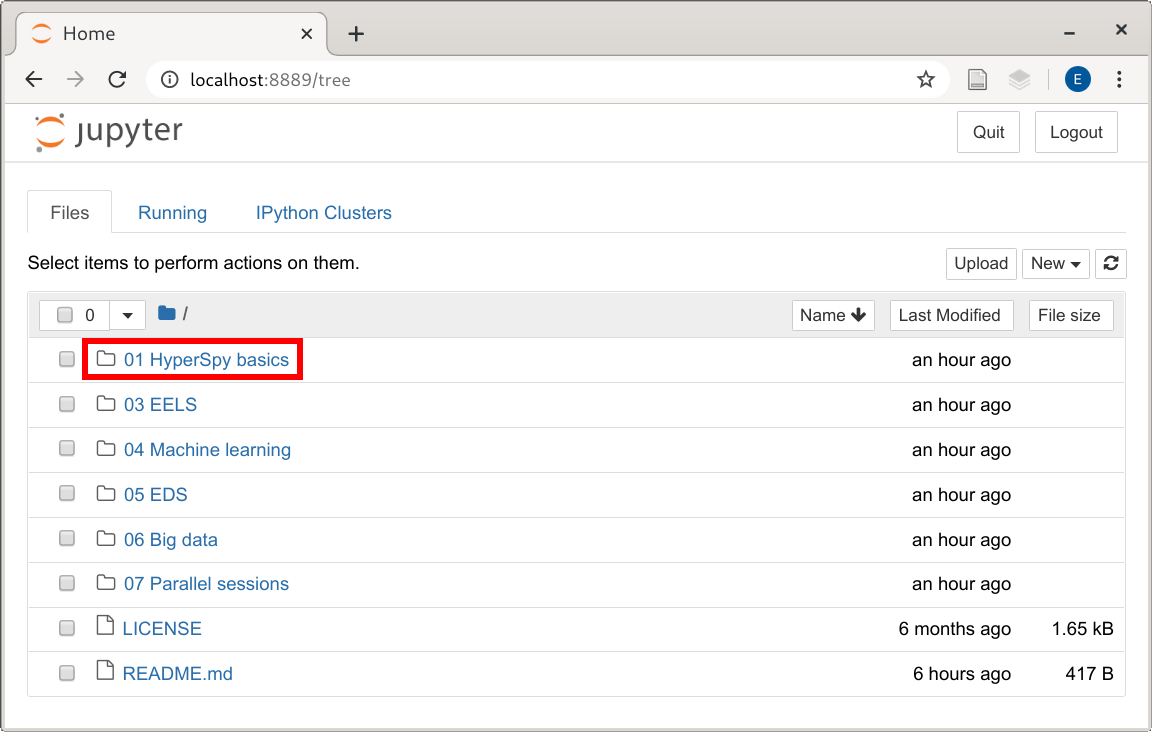 Home
localhost:8889/tree
E
jupyter
Quit
Logout
Files
Running
IPython Clusters
Select items to perform actions on them.
Upload
New
0
/
Name
Last Modified
File size
01 HyperSpy basics
an hour ago
03 EELS
an hour ago
04 Machine learning
an hour ago
05 EDS
an hour ago
06 Big data
an hour ago
07 Parallel sessions
an hour ago
LICENSE
6 months ago
1.65 kB
README.md
6 hours ago
417 B